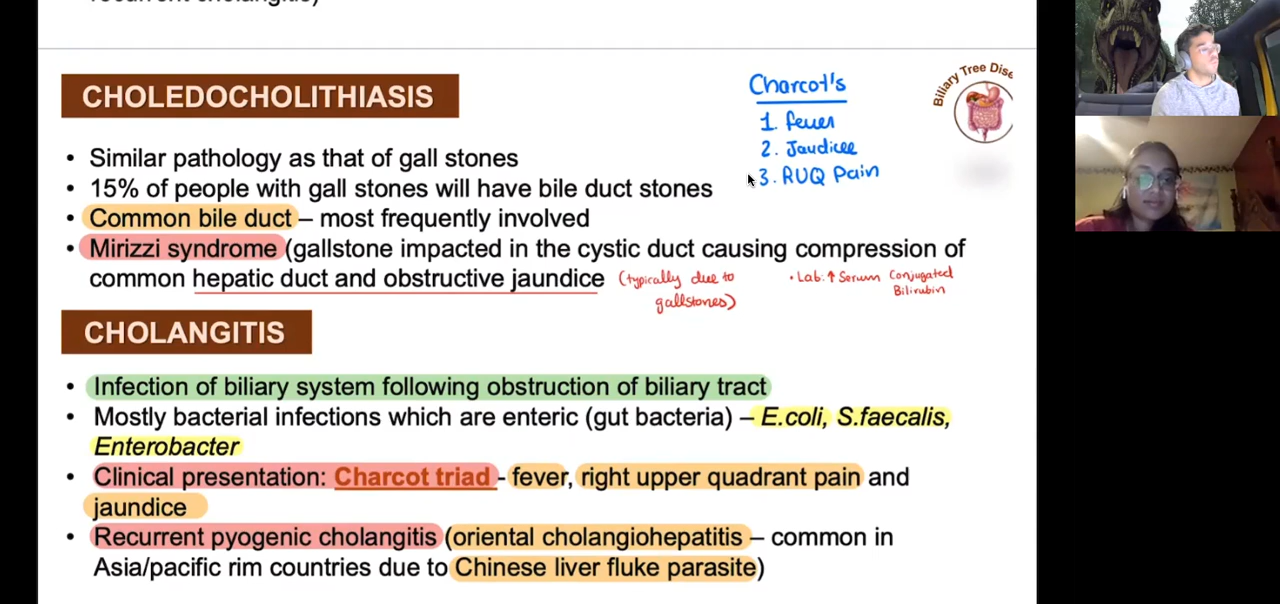 CHOLEDOCHOLITHIASIS
Charcot's
Biliary Tree Dise
1. fever
2. Jaudice
3. RUQ Pain
• Similar pathology as that of gall stones
• 15% of people with gall stones will have bile duct stones
• Common bile duct – most frequently involved
• Mirizzi syndrome (gallstone impacted in the cystic duct causing compression of
common hepatic duct and obstructive jaundice
(typically due to
gallstones)
• Lab: ↑ Serum Conjugated
Bilirubin
CHOLANGITIS
• Infection of biliary system following obstruction of biliary tract
• Mostly bacterial infections which are enteric (gut bacteria) – E.coli, S.faecalis,
Enterobacter
• Clinical presentation: Charcot triad - fever, right upper quadrant pain and
jaundice
• Recurrent pyogenic cholangitis (oriental cholangiohepatitis – common in
Asia/pacific rim countries due to Chinese liver fluke parasite)